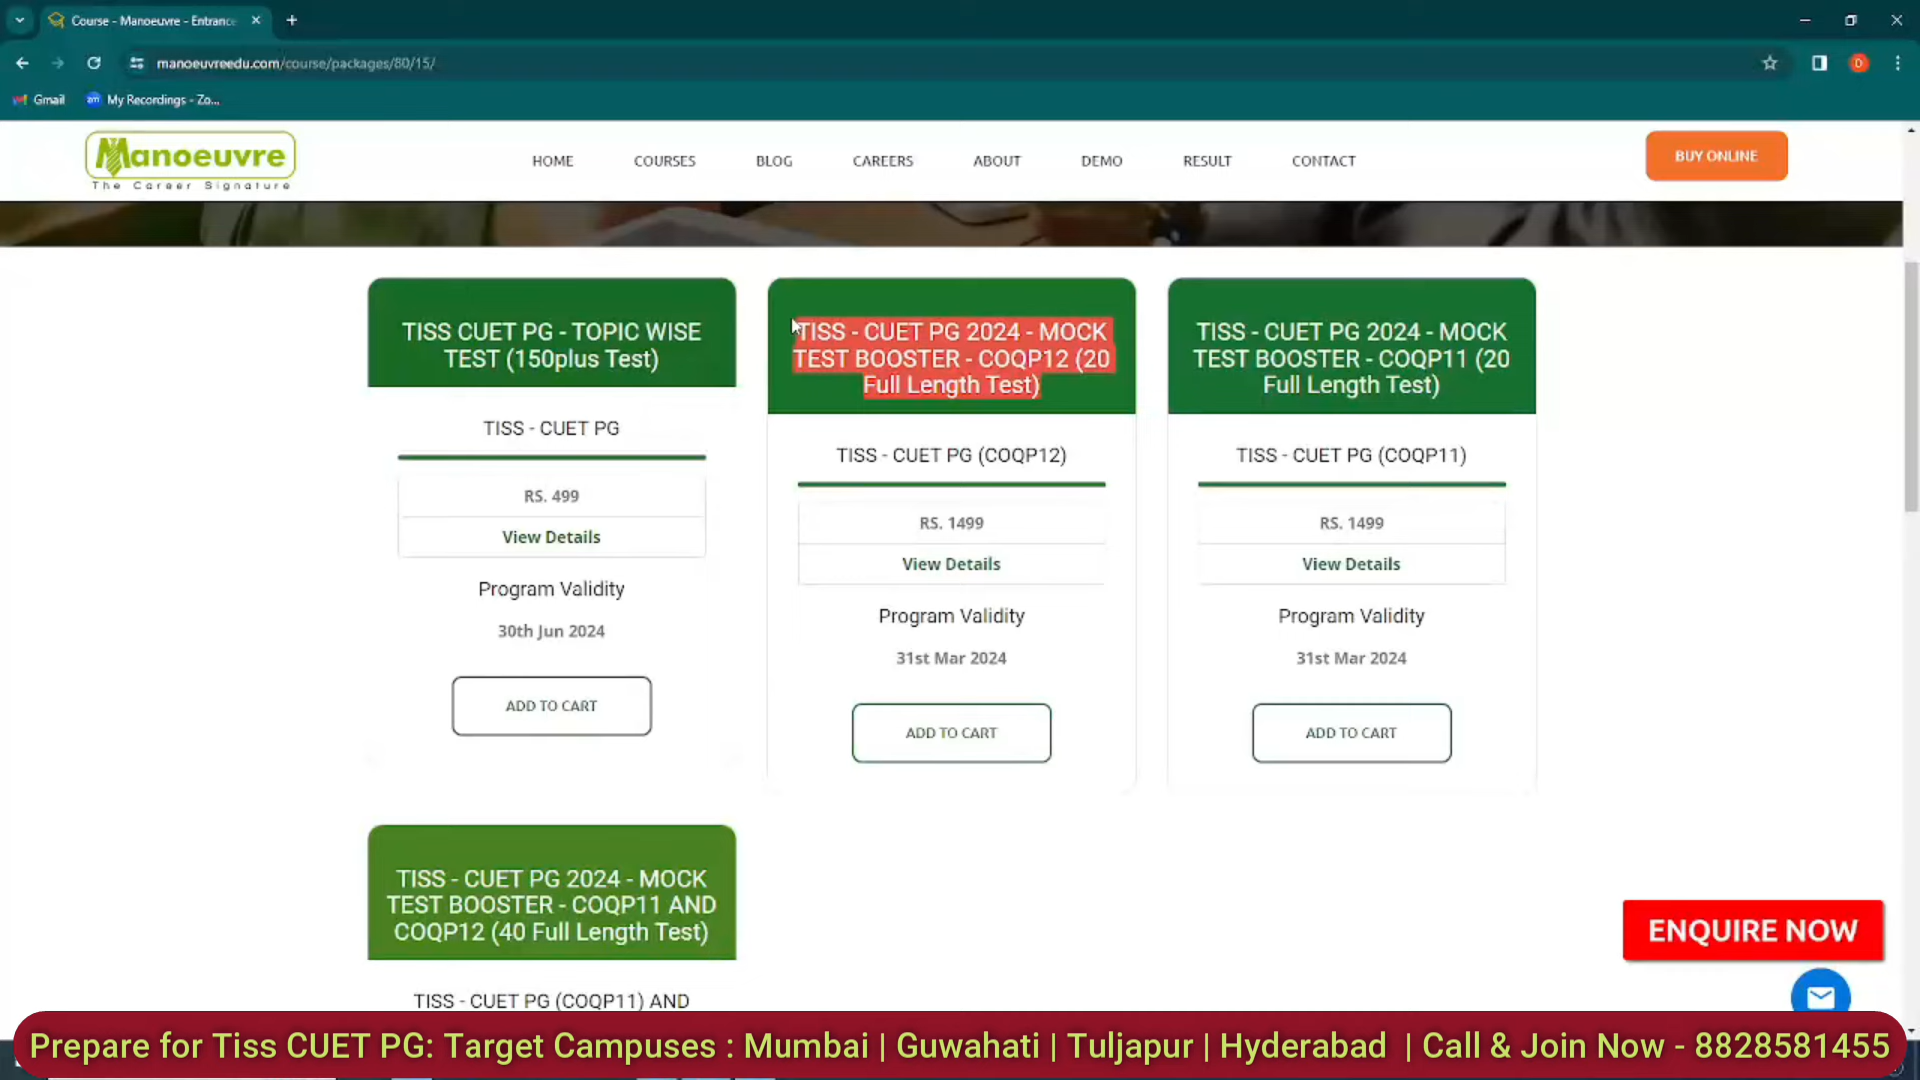 Course - Manoeuvre - Entrance
manoeuvreedu.com/course/packages/80/15/
Gmail
My Recordings - Zo...
Manoeuvre
The Career Signature
HOME
COURSES
BLOG
CAREERS
ABOUT
DEMO
RESULT
CONTACT
BUY ONLINE
TISS CUET PG - TOPIC WISE
TEST (150plus Test)
TISS - CUET PG
RS. 499
View Details
Program Validity
30th Jun 2024
ADD TO CART
TISS - CUET PG 2024 - MOCK
TEST BOOSTER - COQP12 (20
Full Length Test)
TISS - CUET PG (COQP12)
RS. 1499
View Details
Program Validity
31st Mar 2024
ADD TO CART
TISS - CUET PG 2024 - MOCK
TEST BOOSTER - COQP11 (20
Full Length Test)
TISS - CUET PG (COQP11)
RS. 1499
View Details
Program Validity
31st Mar 2024
ADD TO CART
TISS - CUET PG 2024 - MOCK
TEST BOOSTER - COQP11 AND
COQP12 (40 Full Length Test)
TISS - CUET PG (COQP11) AND
ENQUIRE NOW
Prepare for Tiss CUET PG: Target Campuses : Mumbai | Guwahati | Tuljapur | Hyderabad | Call & Join Now - 8828581455